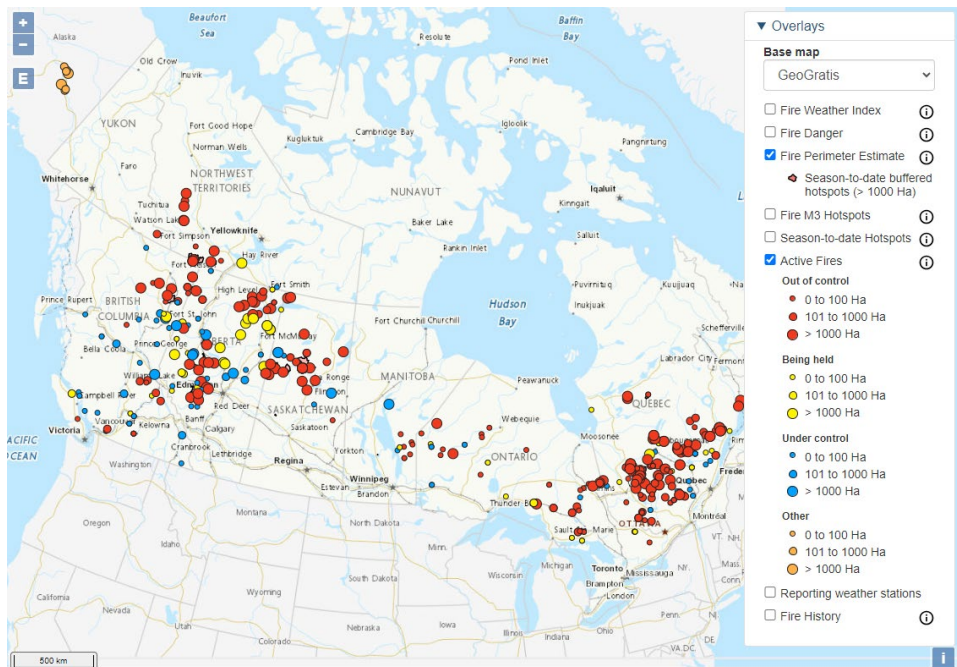 +
−
E
Beaufort
Sea
Baffin
Bay
Alaska
Resolute
Old Crow
Inuvik
Pond Inlet
YUKON
Fort Good Hope
Norman Wells
Kugluktuk
Cambridge Bay
Igloolik
Pangnirtung
Faro
Whitehorse
NORTHWEST
TERRITORIES
NUNAVUT
Iqaluit
Kinngait
Tuchitua
Watson Lake
Fort Simpson
Yellowknife
Baker Lake
Rankin Inlet
Salluit
Hay River
High Level
Fort Smith
Puvirnituq
Kuujjuaq
Inukjuak
Hudson
Bay
Prince Rupert
BRITISH
COLUMBIA
Fort St. John
Fort McMurray
Fort Churchill
Churchill
Schefferville
Prince George
Bella Coola
MANITOBA
Peawanuck
Labrador City
Fermont
Red Deer
SASKATCHEWAN
Saskatoon
Webequie
QUEBEC
Moosonee
Banff
Calgary
Kelowna
Vancouver
Victoria
Cranbrook
Lethbridge
Regina
Yorkton
ONTARIO
Winnipeg
Brandon
Estevan
PACIFIC
OCEAN
Washington
Québec
Montréal
OTTAWA
Sault
Marie
Montana
North Dakota
Minn.
Oregon
Idaho
Toronto
Mississauga
Brampton
London
Michigan
Wisconsin
South Dakota
Wyoming
NY.
VT.
N.H.
Mass.
Conn
California
Nevada
Utah
Colorado
Nebraska
Iowa
Illinois
Indiana
Ohio
Penn.
N.J.
DE
VA
D.C.
500 km
i
▼ Overlays
Base map
GeoGratis
Fire Weather Index
Fire Danger
Fire Perimeter Estimate
Season-to-date buffered
hotspots (> 1000 Ha)
Fire M3 Hotspots
Season-to-date Hotspots
Active Fires
Out of control
0 to 100 Ha
101 to 1000 Ha
> 1000 Ha
Being held
0 to 100 Ha
101 to 1000 Ha
> 1000 Ha
Under control
0 to 100 Ha
101 to 1000 Ha
> 1000 Ha
Other
0 to 100 Ha
101 to 1000 Ha
> 1000 Ha
Reporting weather stations
Fire History